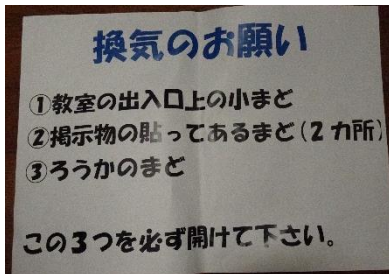 換気のお願い
①教室の出入口上の小まど
②掲示物の貼ってあるまど(2カ所)
③ろうかのまど
この3つを必ず開けて下さい。